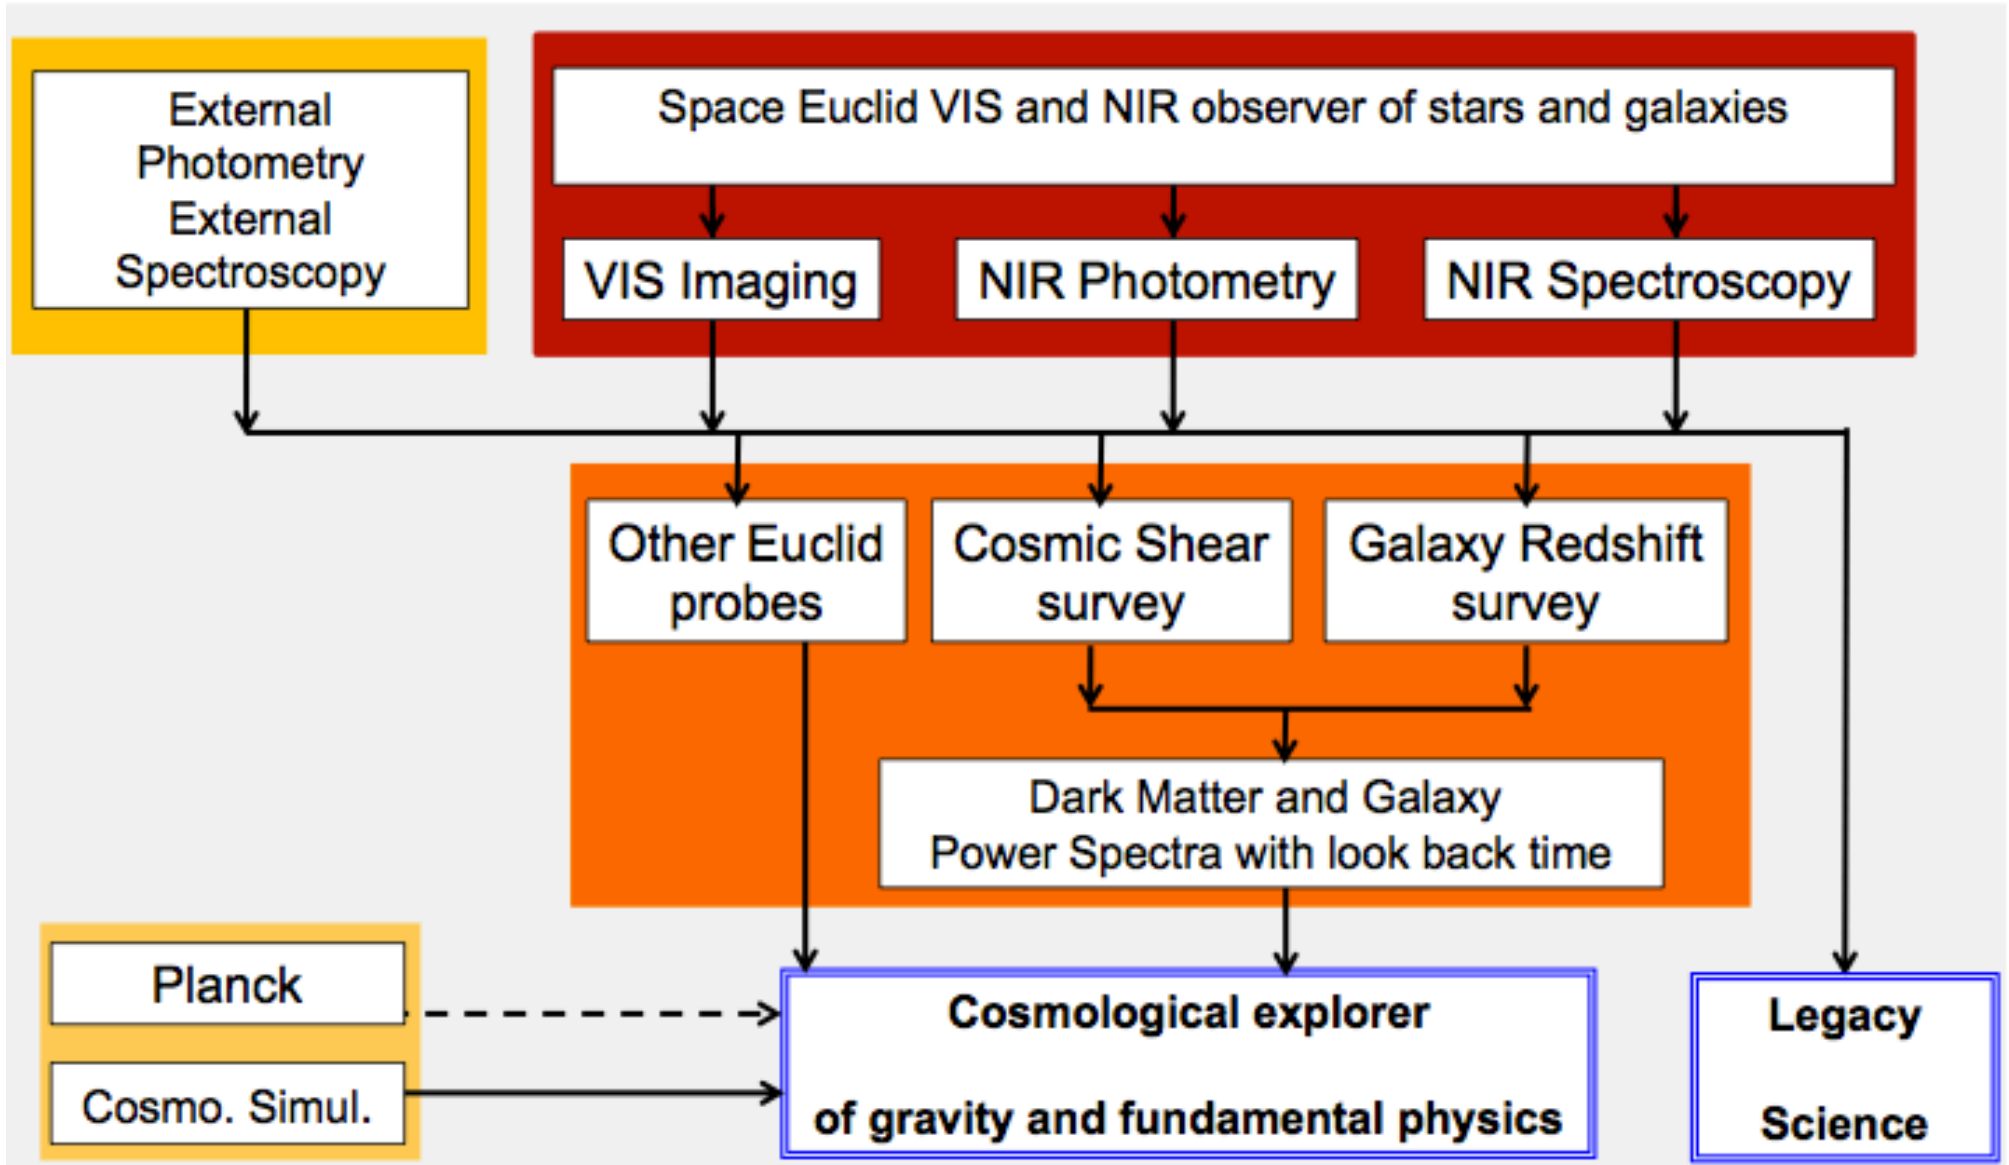 External
Photometry
External
Spectroscopy
Space Euclid VIS and NIR observer of stars and galaxies
VIS Imaging
NIR Photometry
NIR Spectroscopy
Other Euclid
probes
Cosmic Shear
survey
Galaxy Redshift
survey
Dark Matter and Galaxy
Power Spectra with look back time
Planck
Cosmo. Simul.
Cosmological explorer
of gravity and fundamental physics
Legacy
Science